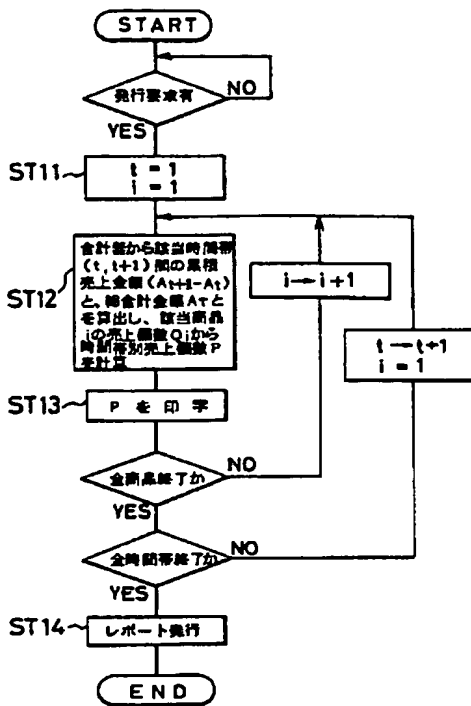 START
発行要求有
NO
YES
ST11
t = 1
i = 1
ST12
合計器から該当時間帯
(t, t+1) 間の累積
売上金額 (At+1-At)
と、総合計金額ATと
を算出し、該当商品
iの売上個数Qiから
時間帯別売上個数P
を計算
i→i+1
t→t+1
i = 1
ST13
Pを印字
全商品終了か
NO
YES
全時間帯終了か
NO
YES
ST14
レポート発行
END